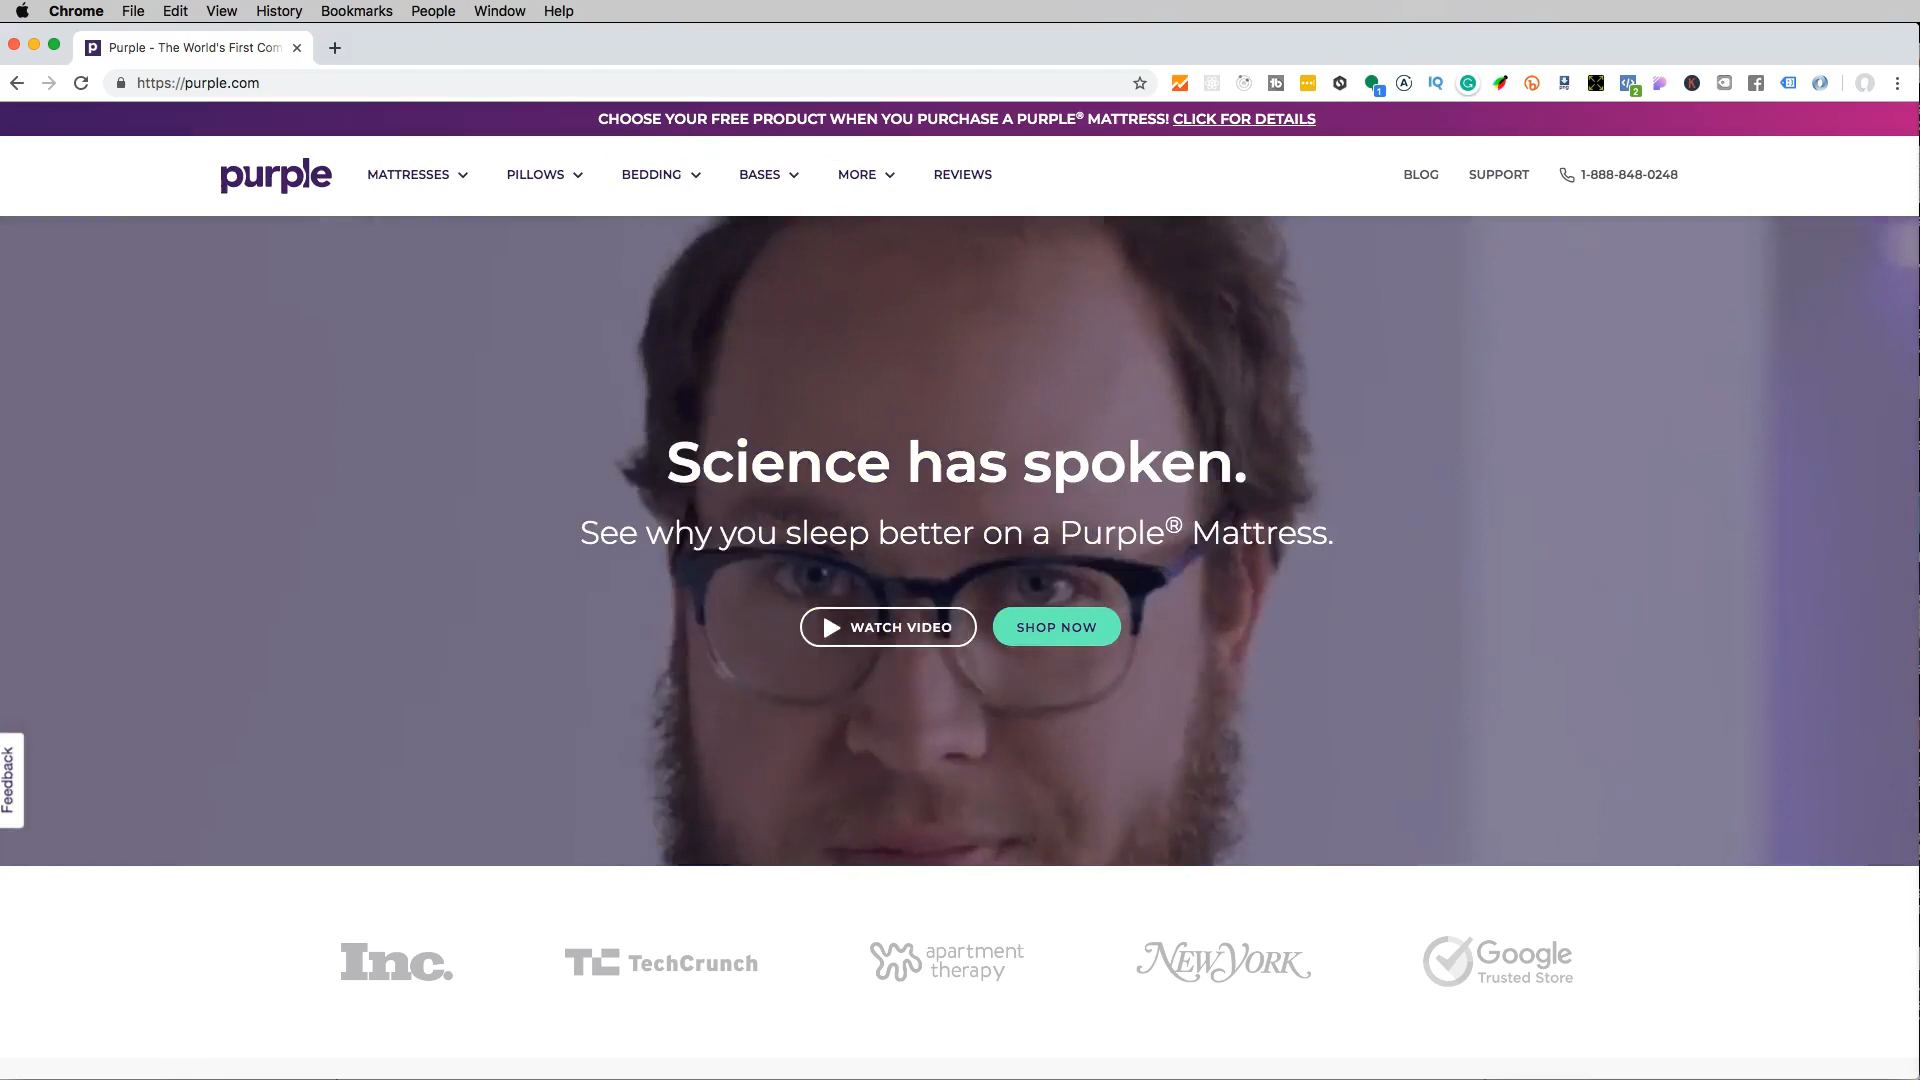 Chrome File Edit View History Bookmarks People Window Help
Purple - The World's First Com
https://purple.com
CHOOSE YOUR FREE PRODUCT WHEN YOU PURCHASE A PURPLE® MATTRESS! CLICK FOR DETAILS
purple MATTRESSES PILLOWS BEDDING BASES MORE REVIEWS BLOG SUPPORT 1-888-848-0248
Science has spoken.
See why you sleep better on a Purple® Mattress.
WATCH VIDEO SHOP NOW
Feedback
Inc. TC TechCrunch apartment therapy NEW YORK Google Trusted Store